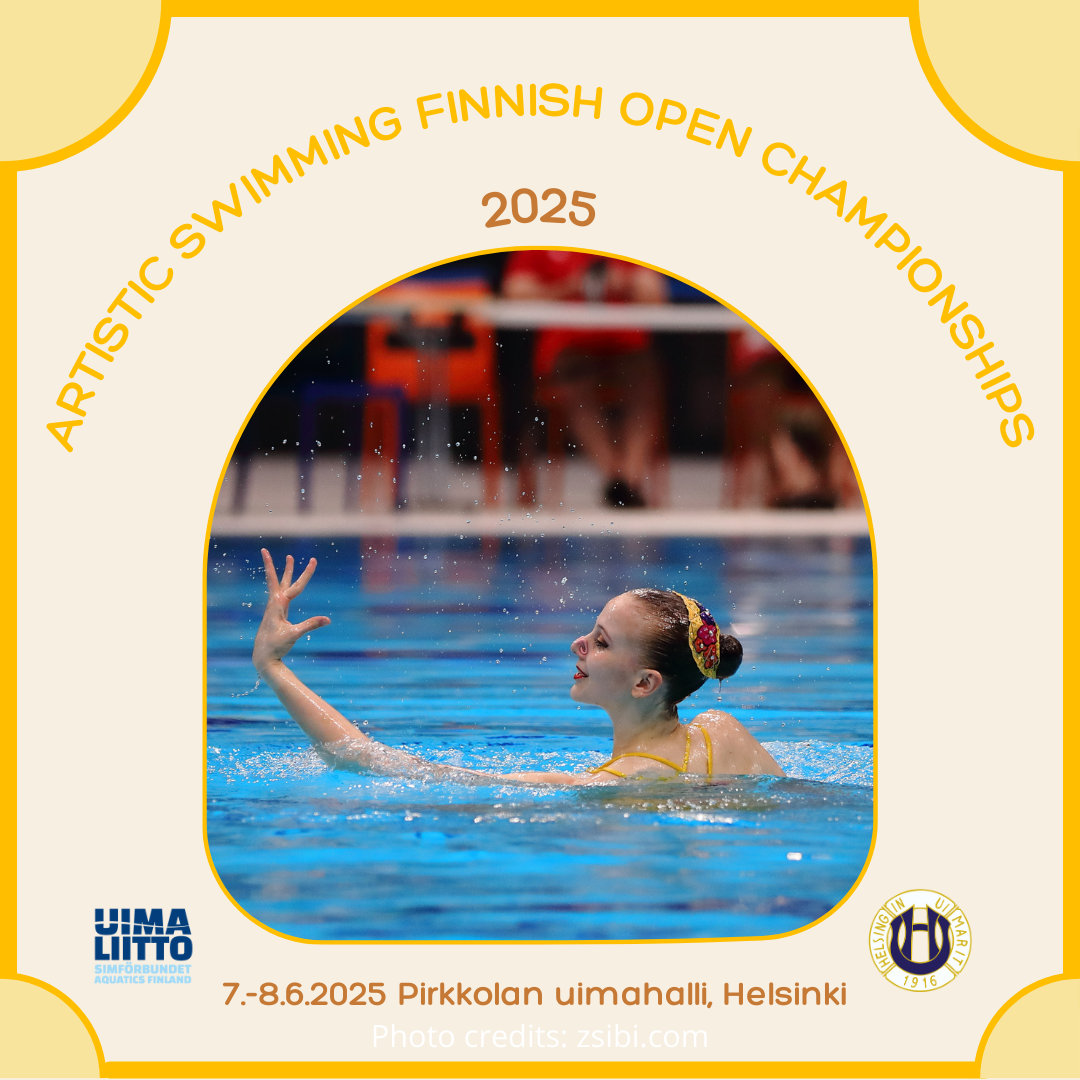 ARTISTIC SWIMMING FINNISH OPEN CHAMPIONSHIPS
2025
UIMA
LIITTO
SIMFÖRBUNDET
AQUATICS FINLAND
HELSINGIN UIMARIT
1916
7.-8.6.2025 Pirkkolan uimahalli, Helsinki
Photo credits: zsibi.com